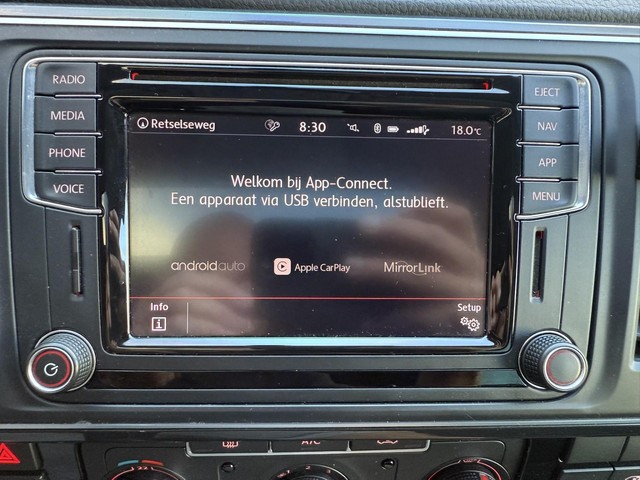 RADIO
MEDIA
PHONE
VOICE
EJECT
NAV
APP
MENU
Retselseweg 8:30 18.0°C
Welkom bij App-Connect.
Een apparaat via USB verbinden, alstublieft.
androidauto Apple CarPlay MirrorLink
Info Setup
A/C